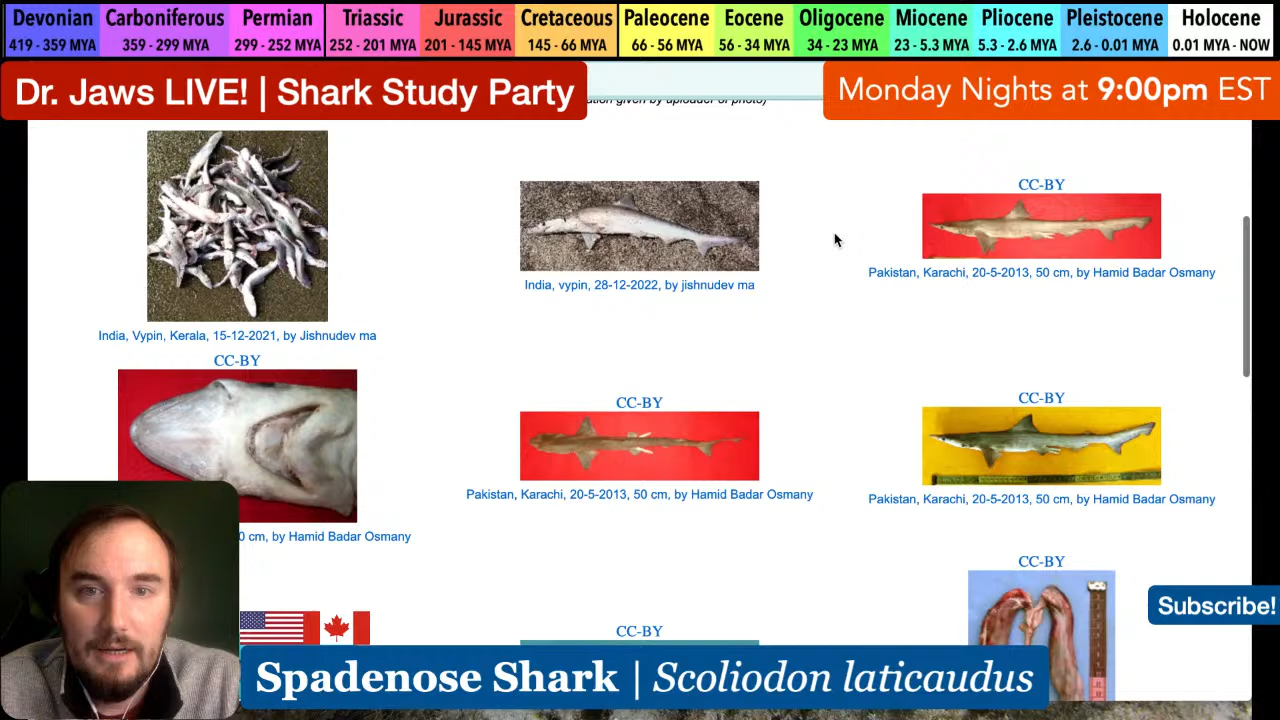 Devonian Carboniferous Permian Triassic Jurassic Cretaceous Paleocene Eocene Oligocene Miocene Pliocene Pleistocene Holocene
419 - 359 MYA 359 - 299 MYA 299 - 252 MYA 252 - 201 MYA 201 - 145 MYA 145 - 66 MYA 66 - 56 MYA 56 - 34 MYA 34 - 23 MYA 23 - 5.3 MYA 5.3 - 2.6 MYA 2.6 - 0.01 MYA 0.01 MYA - NOW
Dr. Jaws LIVE! | Shark Study Party
given by uploader of photo)
Monday Nights at 9:00pm EST
CC-BY
India, vypin, 28-12-2022, by jishnudev ma
Pakistan, Karachi, 20-5-2013, 50 cm, by Hamid Badar Osmany
India, Vypin, Kerala, 15-12-2021, by Jishnudev ma
CC-BY
CC-BY
CC-BY
Pakistan, Karachi, 20-5-2013, 50 cm, by Hamid Badar Osmany
Pakistan, Karachi, 20-5-2013, 50 cm, by Hamid Badar Osmany
0 cm, by Hamid Badar Osmany
CC-BY
CC-BY
Subscribe!
Spadenose Shark | Scoliodon laticaudus